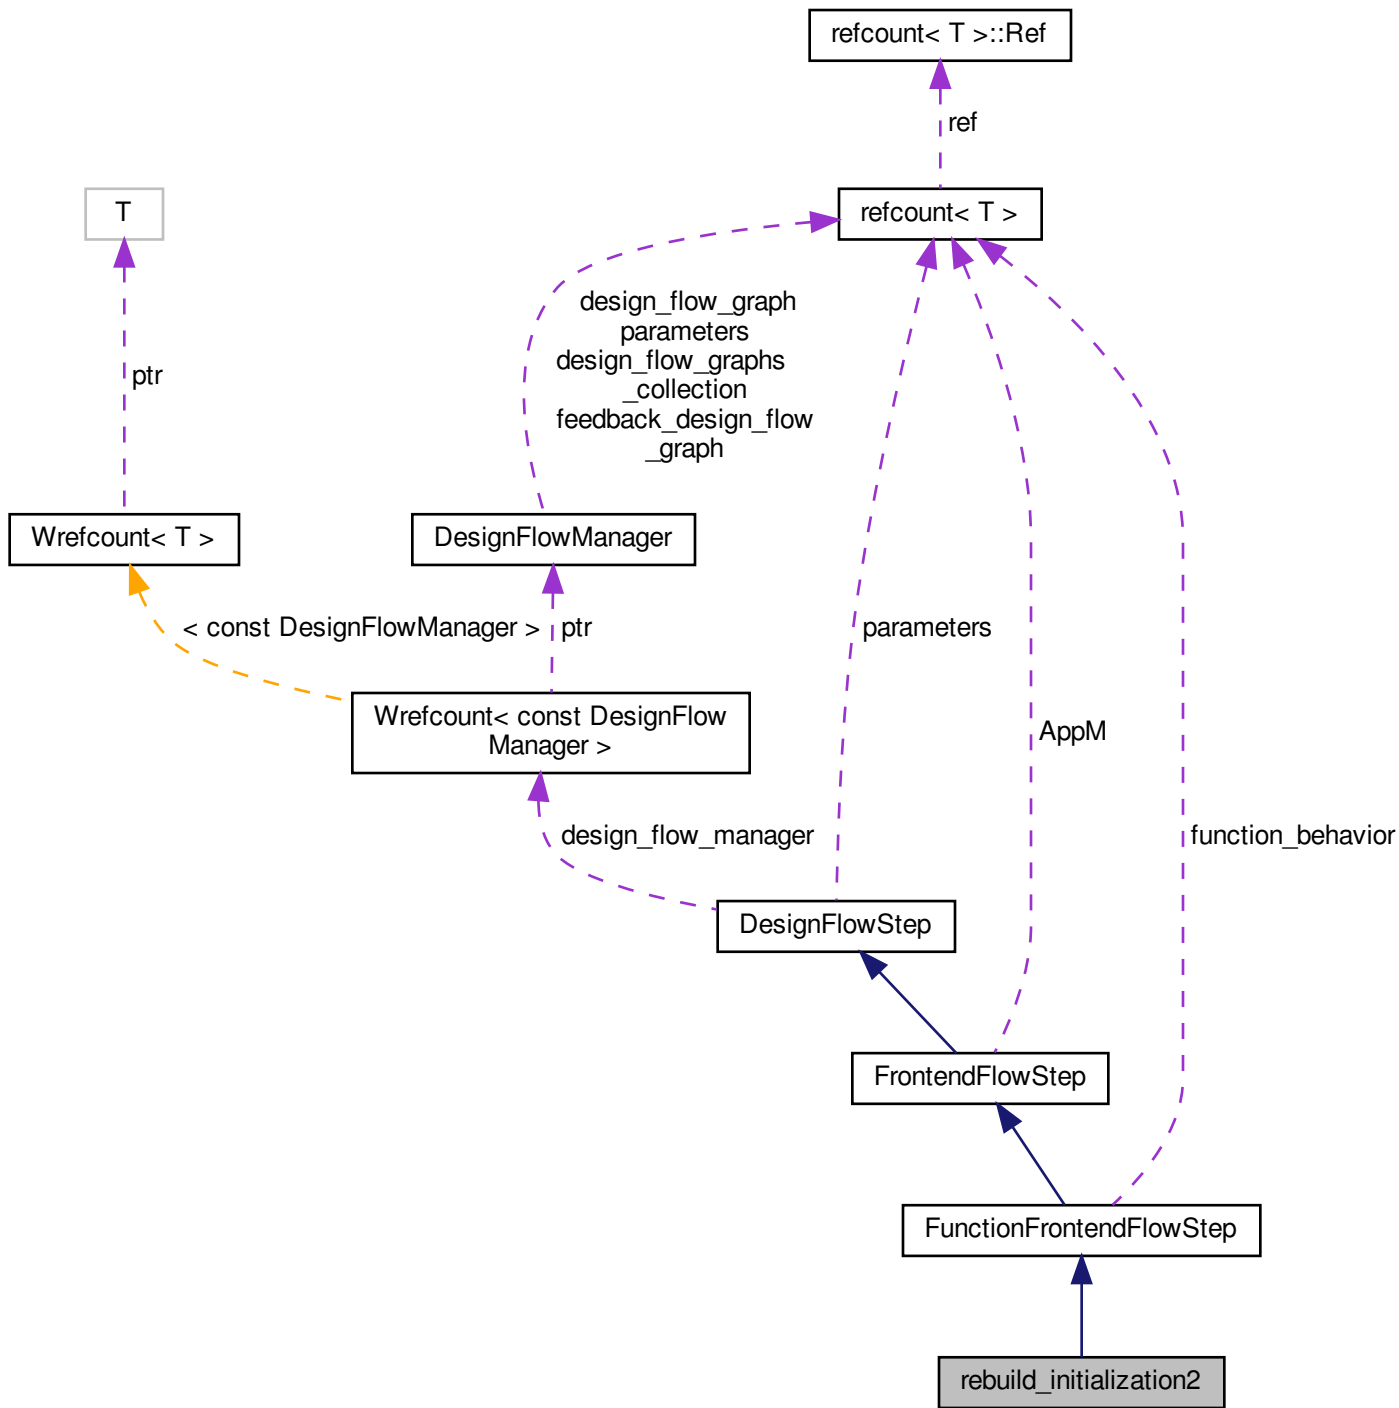 refcount< T >::Ref
ref
T
refcount< T >
design_flow_graph
parameters
design_flow_graphs
_collection
feedback_design_flow
_graph
ptr
Wrefcount< T >
DesignFlowManager
< const DesignFlowManager >
ptr
parameters
Wrefcount< const DesignFlow
Manager >
AppM
design_flow_manager
function_behavior
DesignFlowStep
FrontendFlowStep
FunctionFrontendFlowStep
rebuild_initialization2